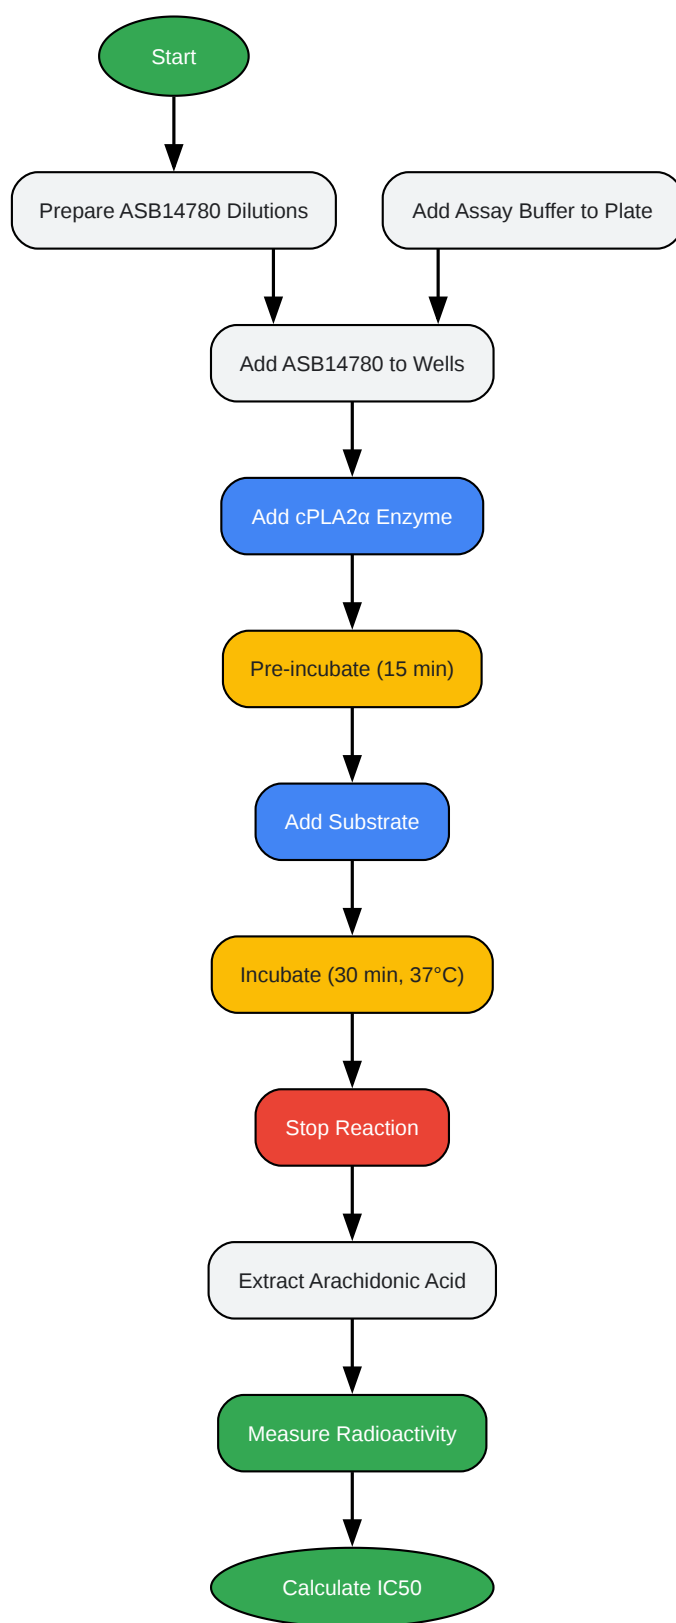 Start
Prepare ASB14780 Dilutions
Add Assay Buffer to Plate
Add ASB14780 to Wells
Add cPLA2α Enzyme
Pre-incubate (15 min)
Add Substrate
Incubate (30 min, 37°C)
Stop Reaction
Extract Arachidonic Acid
Measure Radioactivity
Calculate IC50